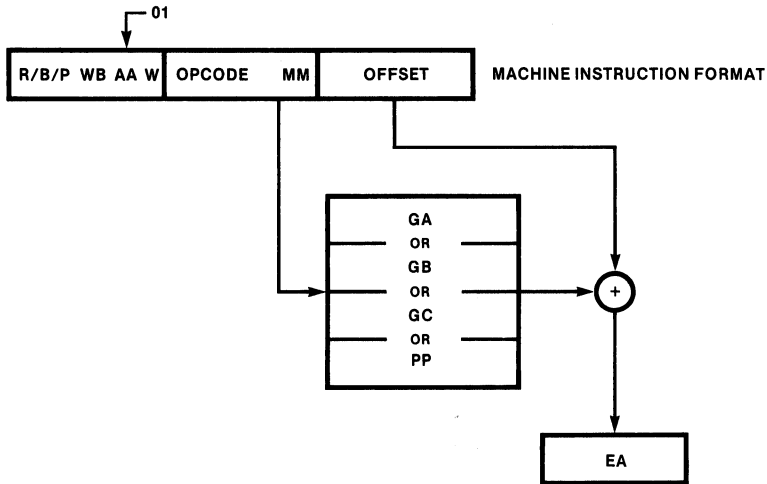 01
R/B/P WB AA W OPCODE MM OFFSET MACHINE INSTRUCTION FORMAT
GA
OR
GB
OR
GC
OR
PP
+
EA